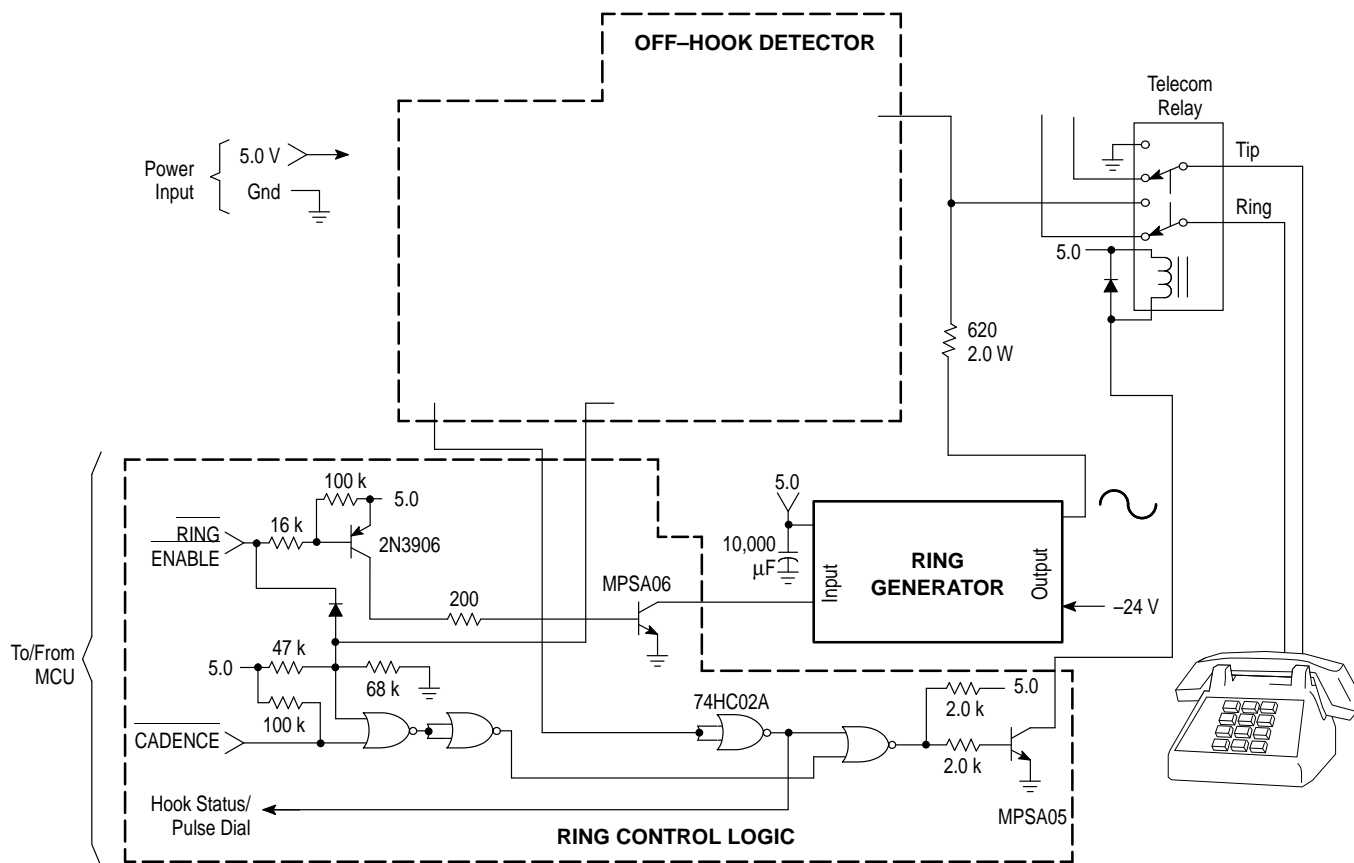 OFF–HOOK DETECTOR
Telecom
Relay
Power
Input
5.0 V
Gnd
Tip
Ring
5.0
620
2.0 W
100 k
5.0
RING
ENABLE
16 k
2N3906
5.0
10,000
µF
Input
RING
GENERATOR
Output
–24 V
MPSA06
200
To/From
MCU
5.0
47 k
68 k
100 k
CADENCE
74HC02A
2.0 k
5.0
2.0 k
MPSA05
Hook Status/
Pulse Dial
RING CONTROL LOGIC